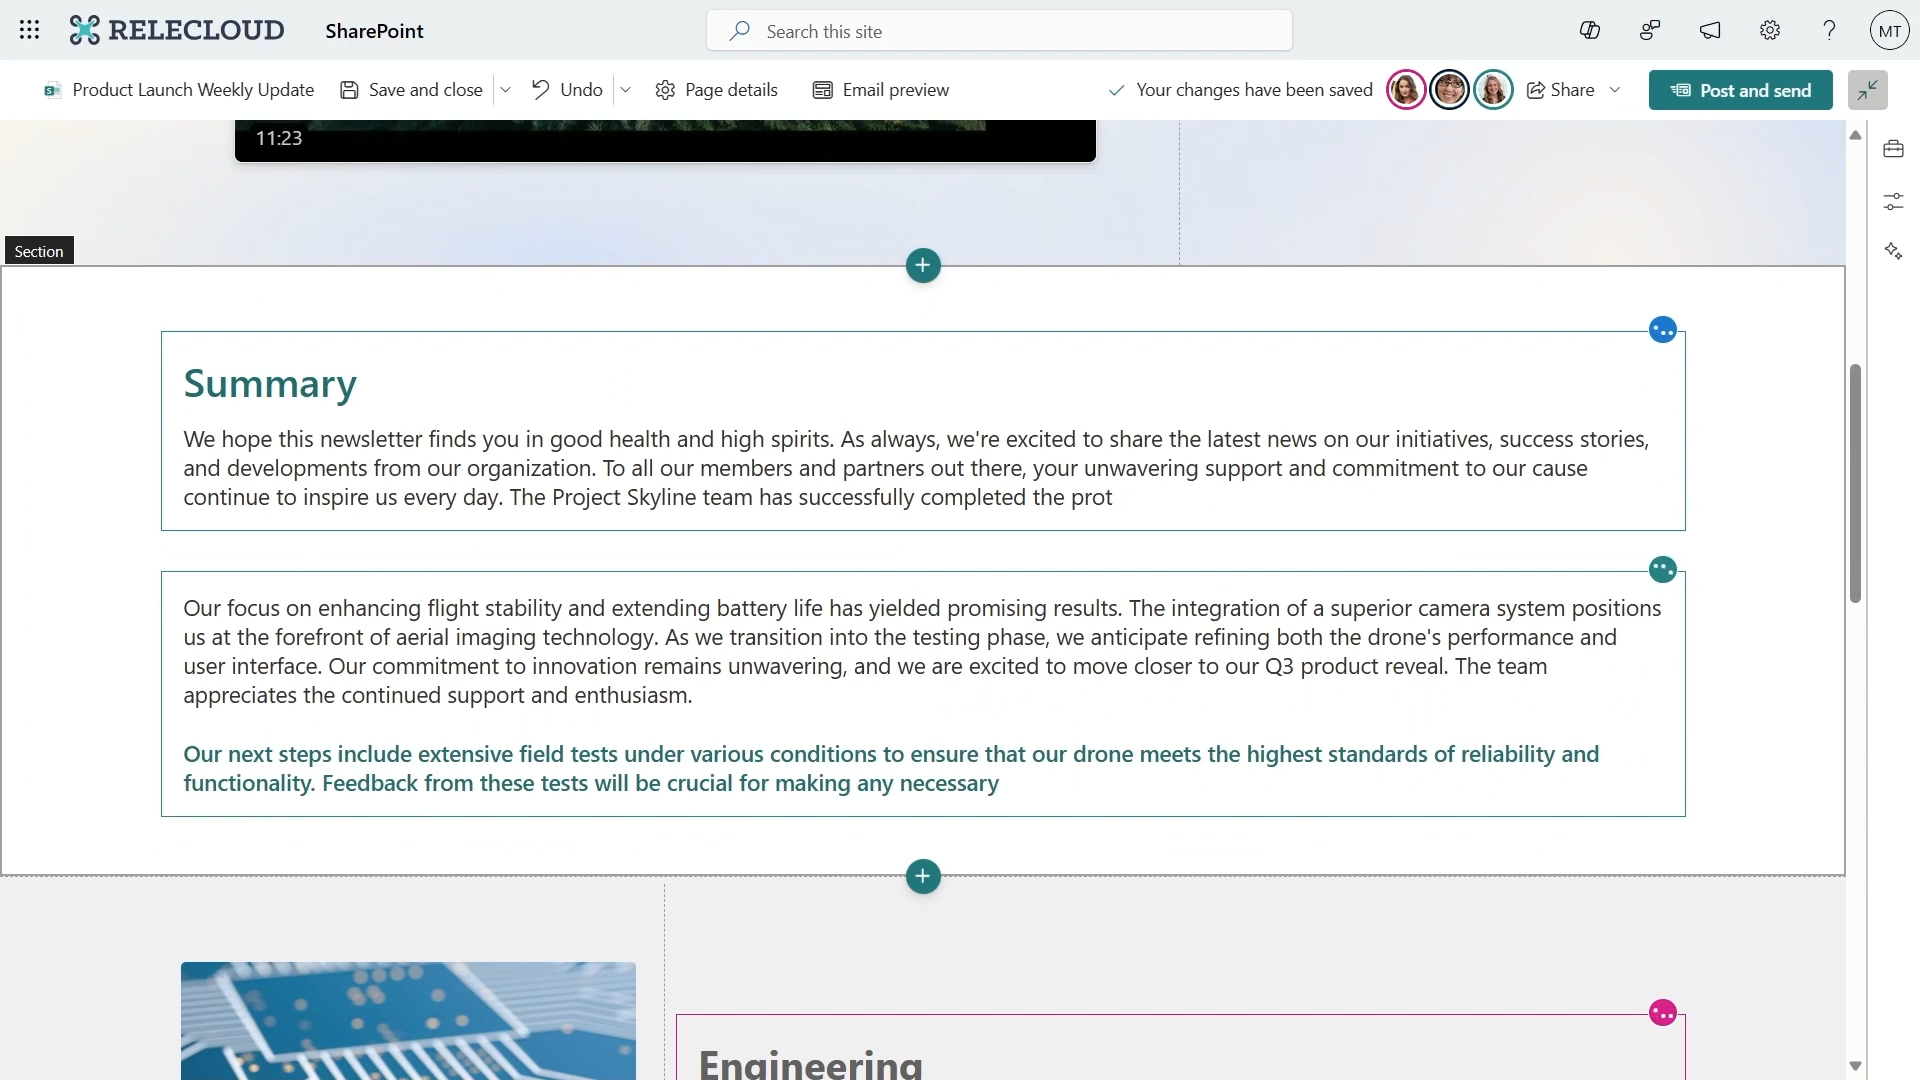 RELECLOUD
SharePoint
Search this site
MT
Product Launch Weekly Update
Save and close
Undo
Page details
Email preview
Your changes have been saved
Share
Post and send
11:23
Section
Summary
We hope this newsletter finds you in good health and high spirits. As always, we're excited to share the latest news on our initiatives, success stories,
and developments from our organization. To all our members and partners out there, your unwavering support and commitment to our cause
continue to inspire us every day. The Project Skyline team has successfully completed the prot
Our focus on enhancing flight stability and extending battery life has yielded promising results. The integration of a superior camera system positions
us at the forefront of aerial imaging technology. As we transition into the testing phase, we anticipate refining both the drone's performance and
user interface. Our commitment to innovation remains unwavering, and we are excited to move closer to our Q3 product reveal. The team
appreciates the continued support and enthusiasm.
Our next steps include extensive field tests under various conditions to ensure that our drone meets the highest standards of reliability and
functionality. Feedback from these tests will be crucial for making any necessary
Engineering